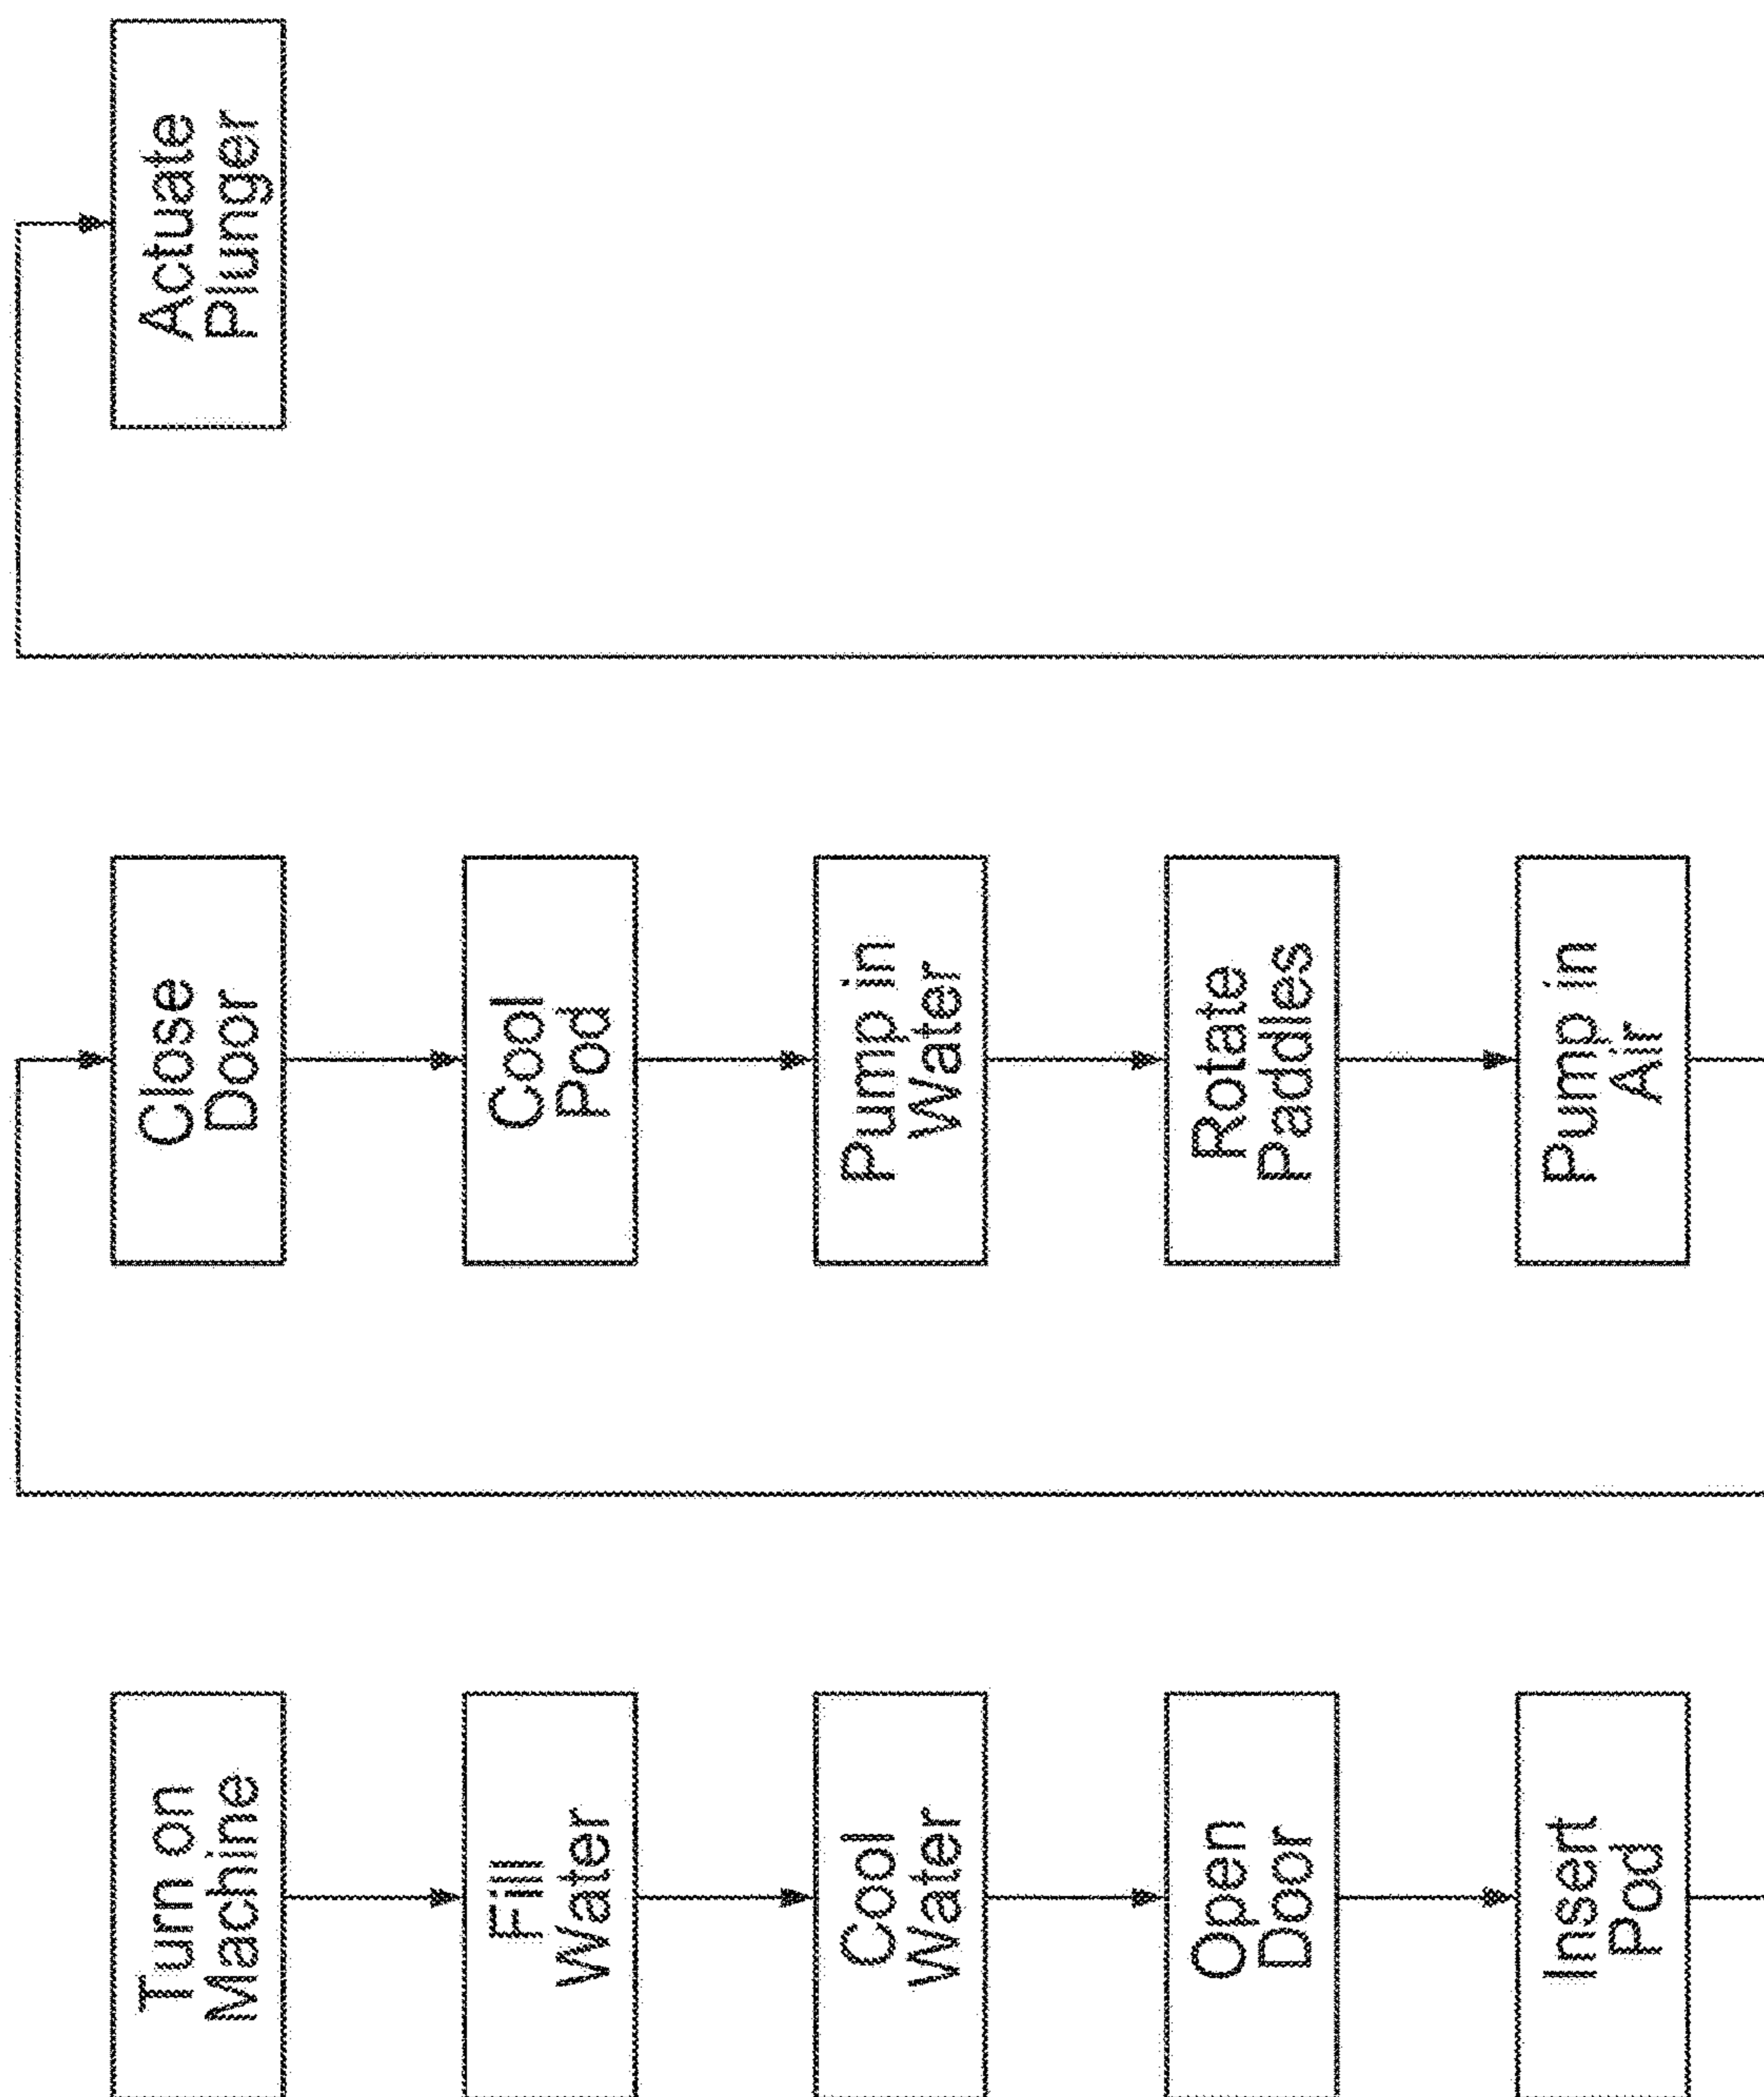 Turn on
Machine
Fill
Water
Cool
Water
Open
Door
Insert
Pod
Close
Door
Cool
Pod
Pump in
Water
Rotate
Paddles
Pump in
Air
Actuate
Plunger